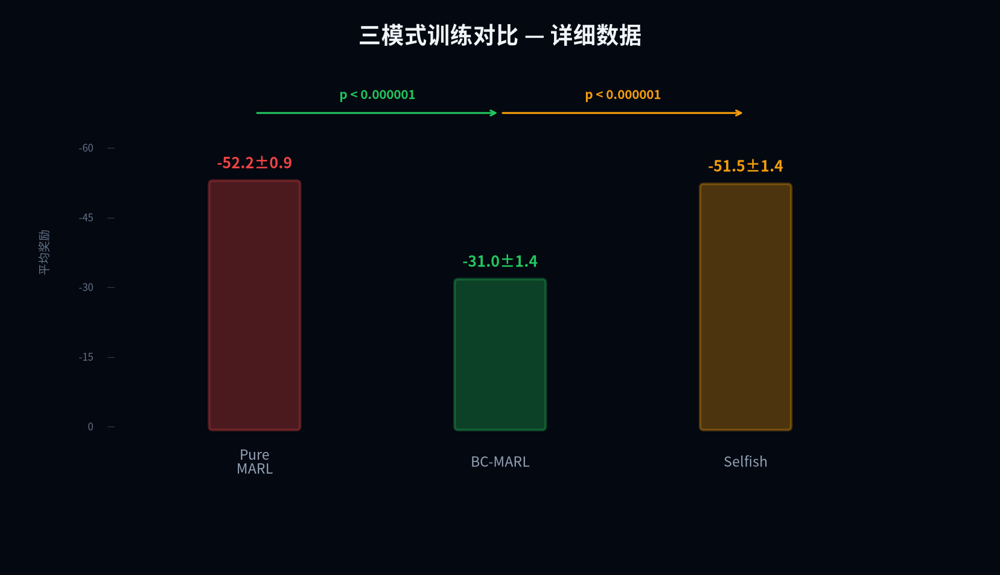 三模式训练对比 — 详细数据
p < 0.000001
p < 0.000001
-60
-52.2±0.9
-51.5±1.4
-45
平均奖励
-31.0±1.4
-30
-15
0
Pure
MARL
BC-MARL
Selfish